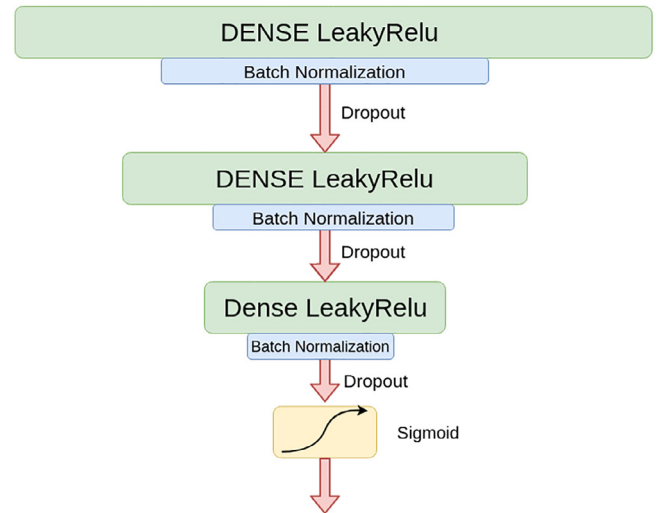 DENSE LeakyRelu
Batch Normalization
Dropout
DENSE LeakyRelu
Batch Normalization
Dropout
Dense LeakyRelu
Batch Normalization
Dropout
Sigmoid